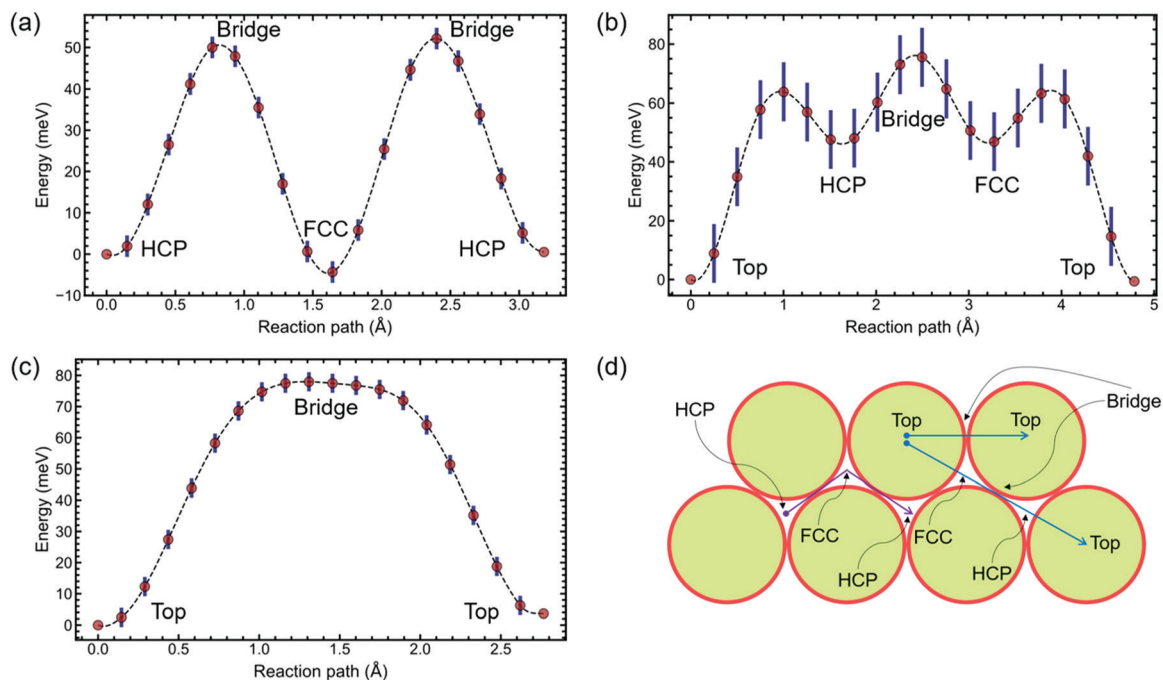 (a)
Bridge
Bridge
HCP
FCC
HCP
Energy (meV)
50
40
30
20
10
0
−10
0.0 0.5 1.0 1.5 2.0 2.5 3.0
Reaction path (Å)
(b)
Bridge
HCP
FCC
Top
Top
Energy (meV)
80
60
40
20
0
0 1 2 3 4 5
Reaction path (Å)
(c)
Bridge
Top
Top
Energy (meV)
80
70
60
50
40
30
20
10
0
0.0 0.5 1.0 1.5 2.0 2.5
Reaction path (Å)
(d)
HCP
Top
Top
Bridge
FCC
HCP
FCC
HCP
Top